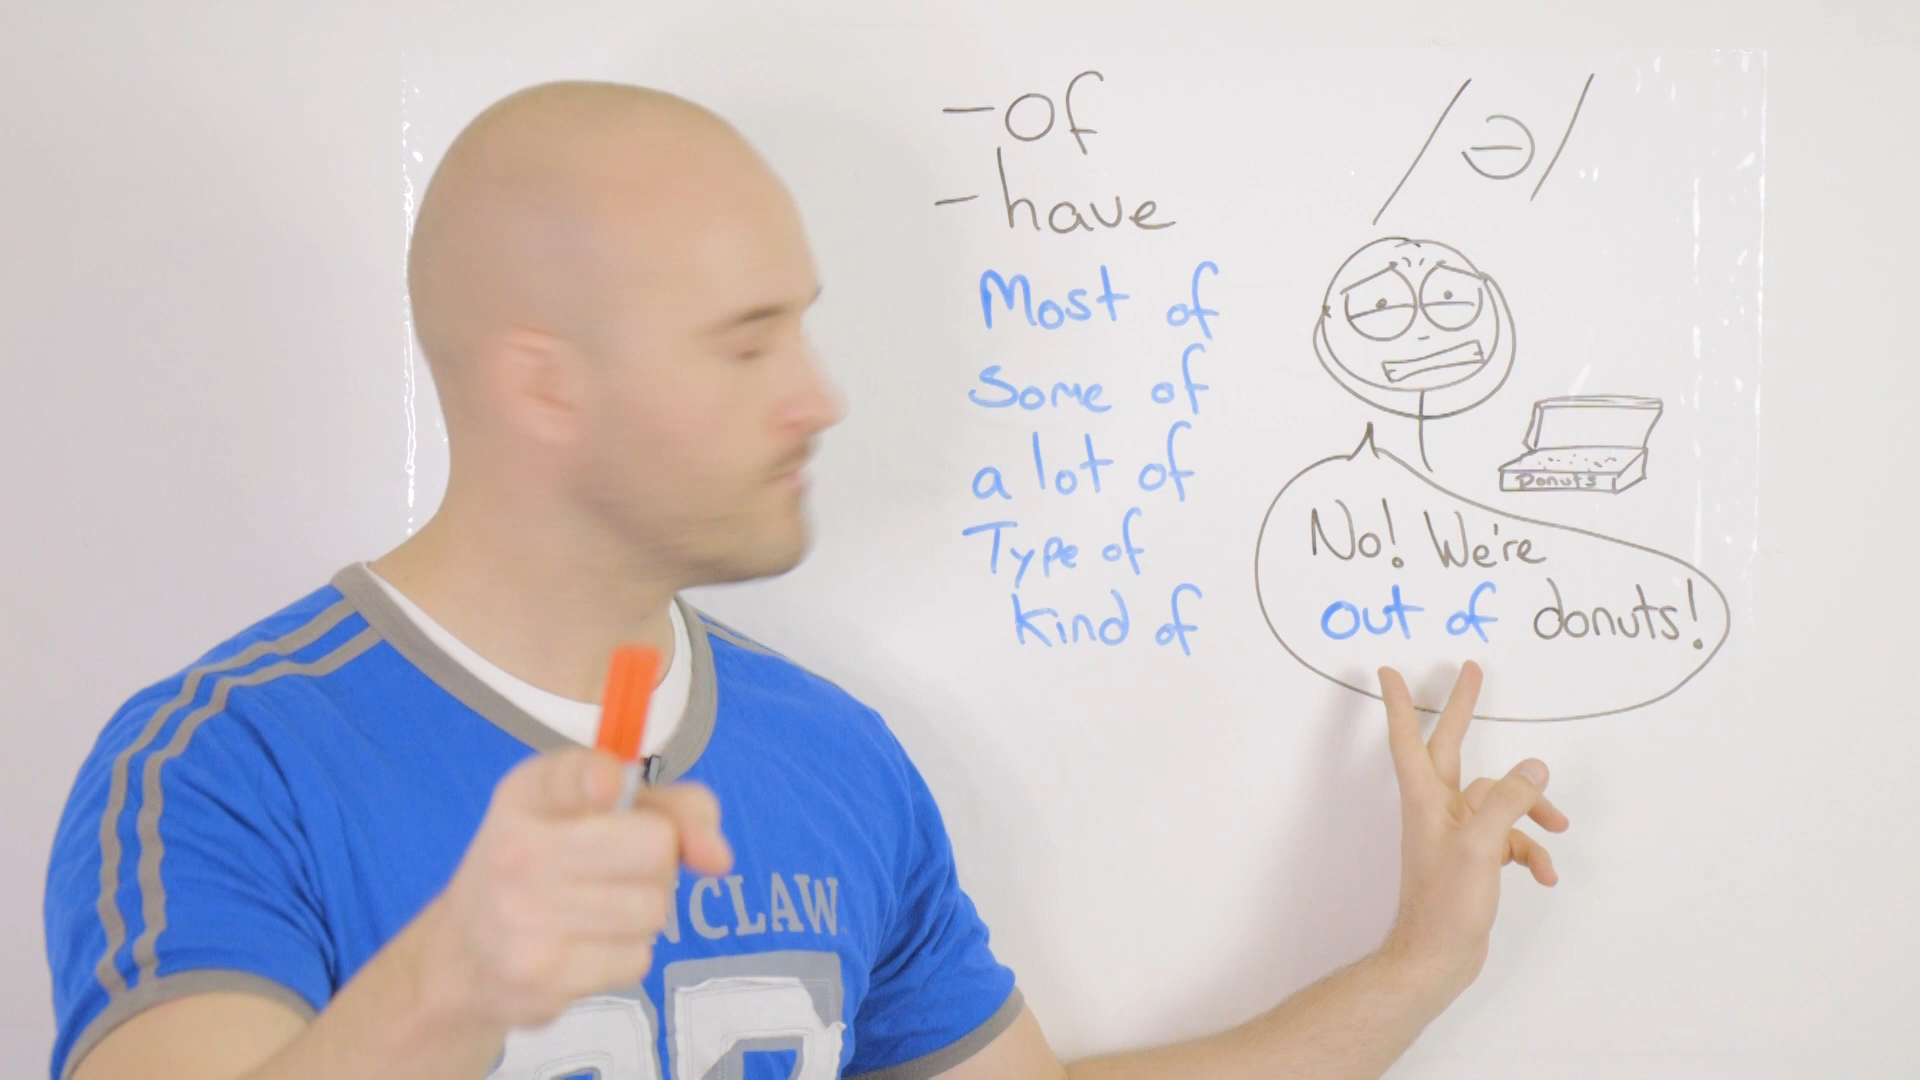 -of
-have
/ə/
Most of
Some of
a lot of
Type of
kind of
Donuts
No! We're
out of donuts!
NCLAW